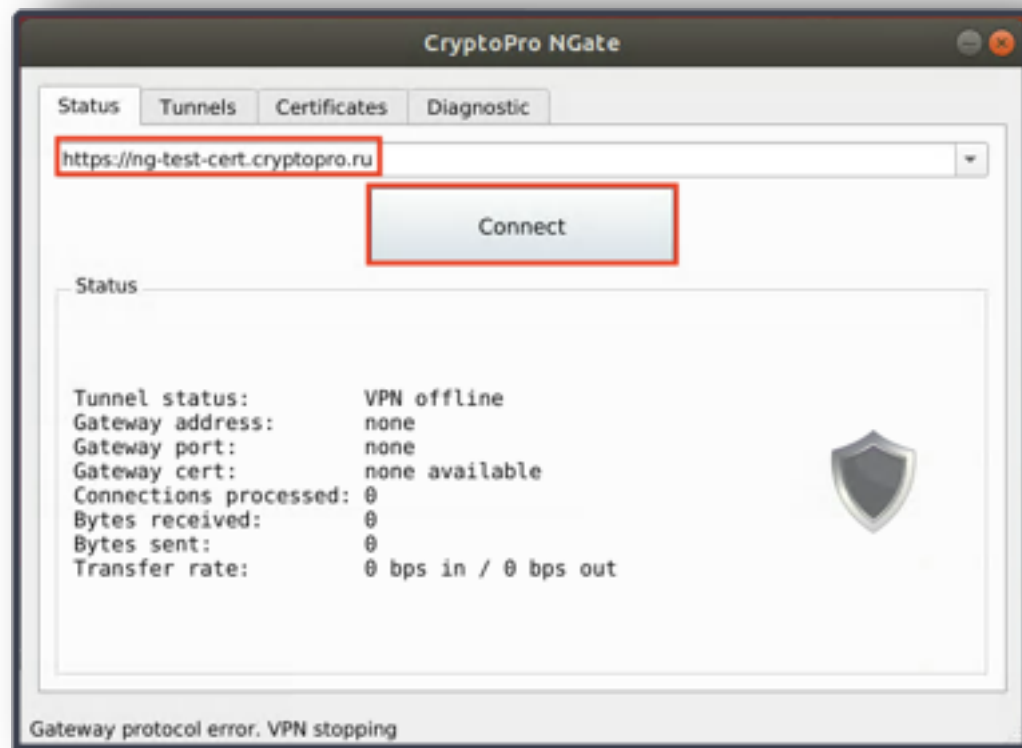 CryptoPro NGate
Status Tunnels Certificates Diagnostic
https://ng-test-cert.cryptopro.ru
Connect
Status
Tunnel status: VPN offline
Gateway address: none
Gateway port: none
Gateway cert: none available
Connections processed: 0
Bytes received: 0
Bytes sent: 0
Transfer rate: 0 bps in / 0 bps out
Gateway protocol error. VPN stopping